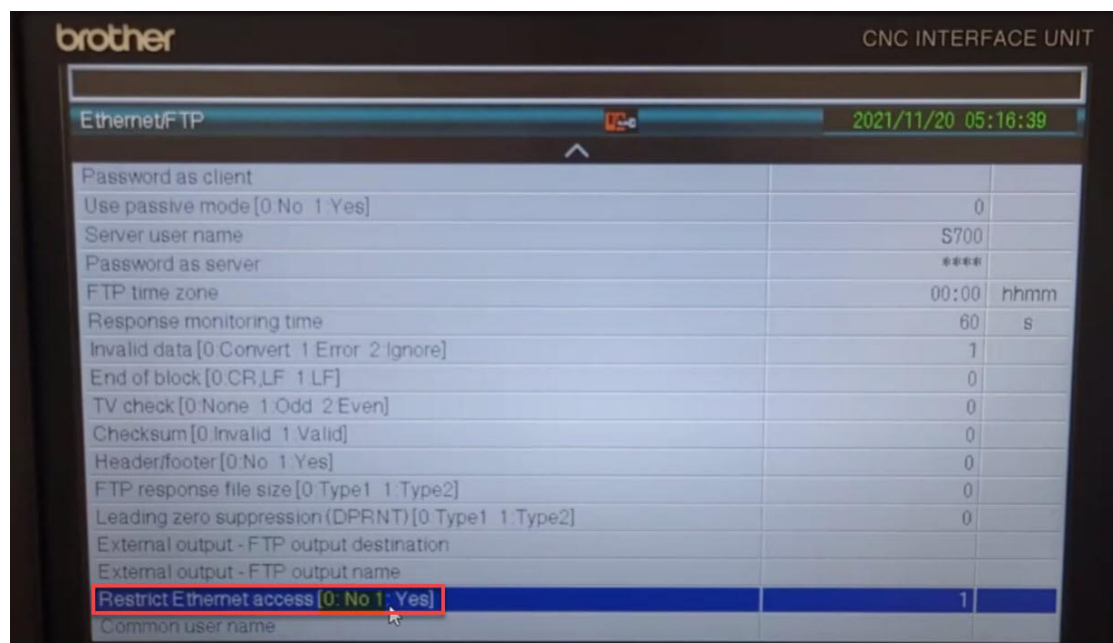 brother
CNC INTERFACE UNIT
Ethernet/FTP 2021/11/20 05:16:39
Password as client
Use passive mode [0:No 1:Yes] 0
Server user name S700
Password as server ****
FTP time zone 00:00 hhmm
Response monitoring time 60 s
Invalid data [0:Convert 1:Error 2:Ignore] 1
End of block [0:CR,LF 1:LF] 0
TV check [0:None 1:Odd 2:Even] 0
Checksum [0:Invalid 1:Valid] 0
Header/footer [0:No 1:Yes] 0
FTP response file size [0:Type1 1:Type2] 0
Leading zero suppression (DPRNT) [0:Type1 1:Type2] 0
External output - FTP output destination
External output - FTP output name
Restrict Ethernet access [0: No 1: Yes] 1
Common user name